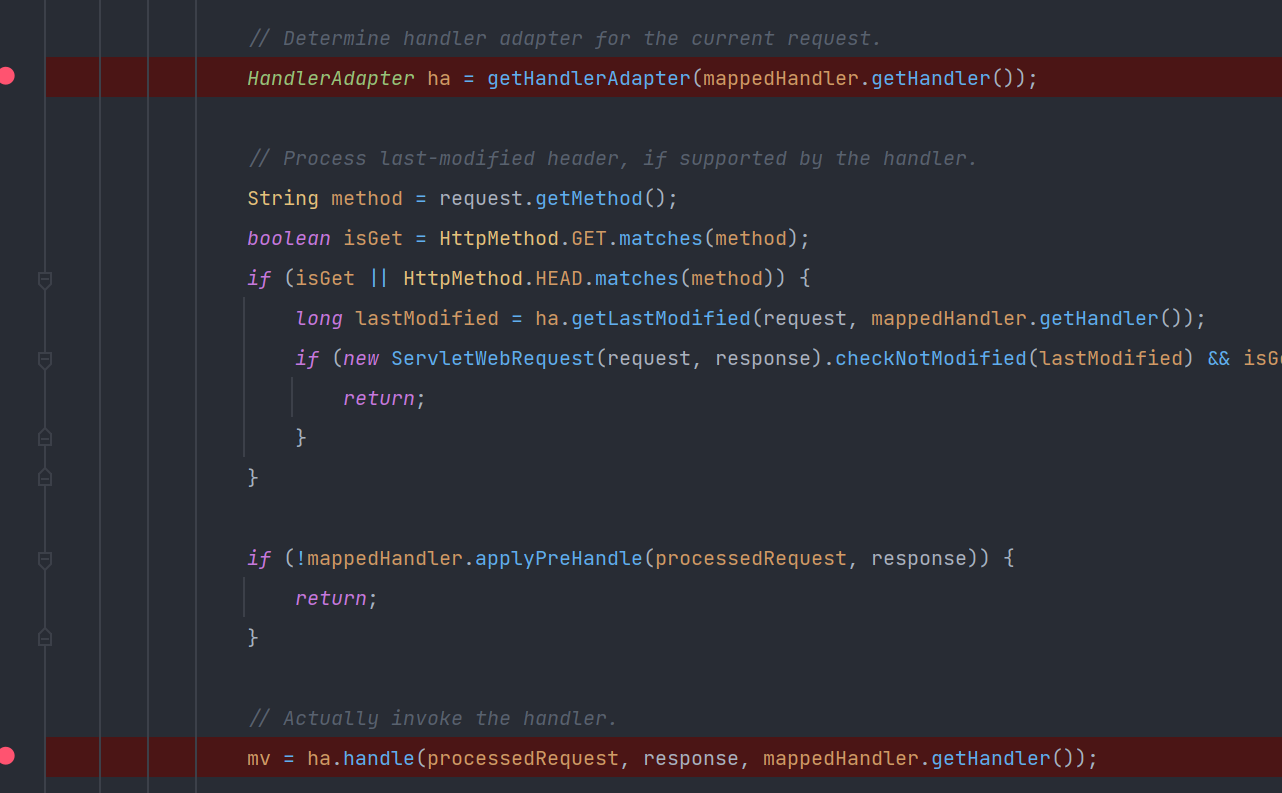 // Determine handler adapter for the current request.
HandlerAdapter ha = getHandlerAdapter(mappedHandler.getHandler());
// Process last-modified header, if supported by the handler.
String method = request.getMethod();
boolean isGet = HttpMethod.GET.matches(method);
if (isGet || HttpMethod.HEAD.matches(method)) {
long lastModified = ha.getLastModified(request, mappedHandler.getHandler());
if (new ServletWebRequest(request, response).checkNotModified(lastModified) &&
return;
}
}
if (!mappedHandler.applyPreHandle(processedRequest, response)) {
return;
}
// Actually invoke the handler.
mv = ha.handle(processedRequest, response, mappedHandler.getHandler());